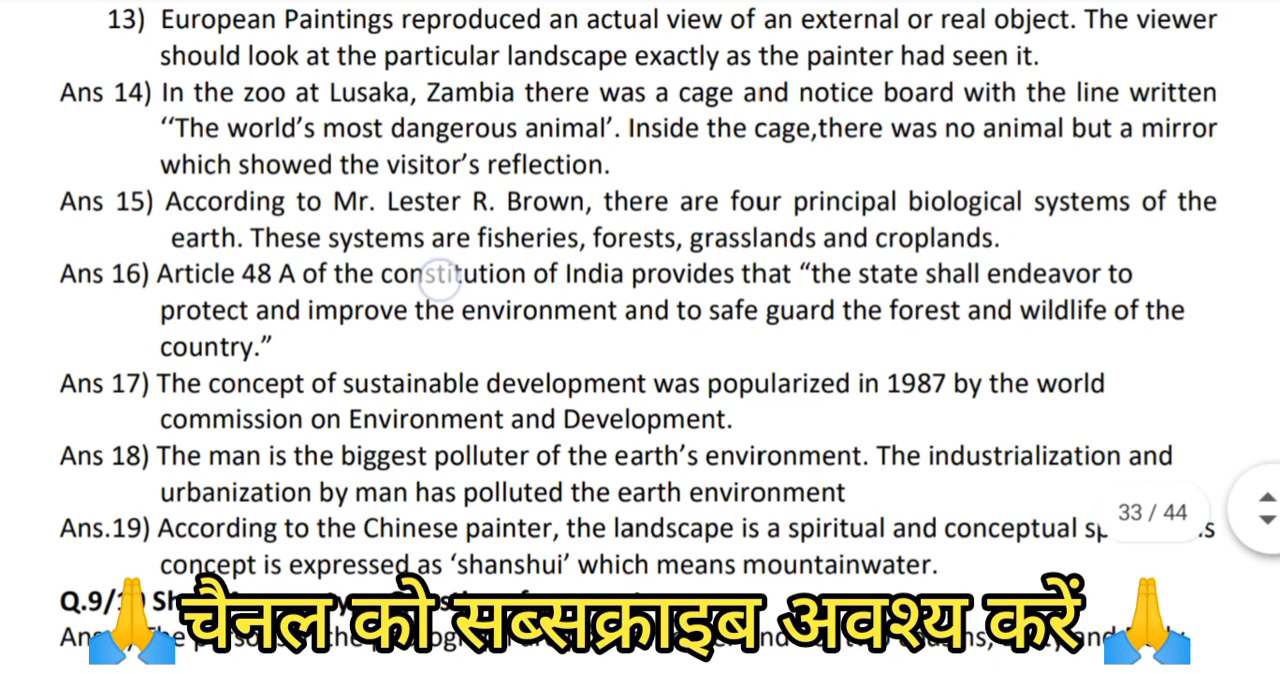 13) European Paintings reproduced an actual view of an external or real object. The viewer
should look at the particular landscape exactly as the painter had seen it.
Ans 14) In the zoo at Lusaka, Zambia there was a cage and notice board with the line written
‘‘The world’s most dangerous animal’. Inside the cage,there was no animal but a mirror
which showed the visitor’s reflection.
Ans 15) According to Mr. Lester R. Brown, there are four principal biological systems of the
earth. These systems are fisheries, forests, grasslands and croplands.
Ans 16) Article 48 A of the constitution of India provides that “the state shall endeavor to
protect and improve the environment and to safe guard the forest and wildlife of the
country.”
Ans 17) The concept of sustainable development was popularized in 1987 by the world
commission on Environment and Development.
Ans 18) The man is the biggest polluter of the earth’s environment. The industrialization and
urbanization by man has polluted the earth environment
33 / 44
Ans.19) According to the Chinese painter, the landscape is a spiritual and conceptual
concept is expressed as ‘shanshui’ which means mountainwater.
Q.9/
चैनल को सब्सक्राइब अवश्य करें